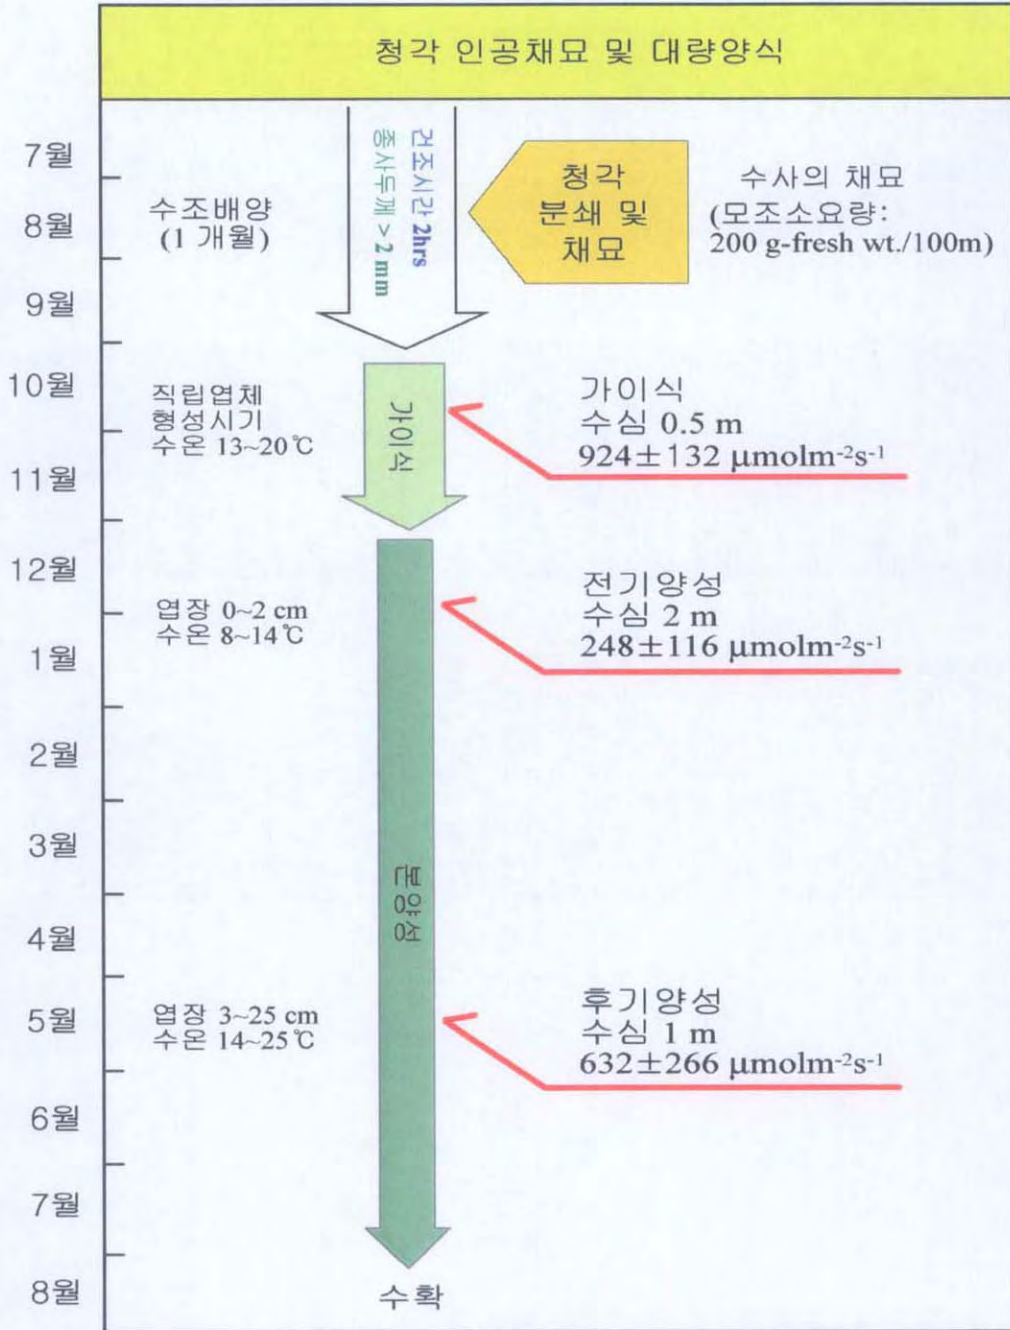 청각 인공채묘 및 대량양식
7월
8월
9월
10월
11월
12월
1월
2월
3월
4월
5월
6월
7월
8월
수조배양
(1 개월)
건조시간 2hrs
종사두께 > 2 mm
청각
분쇄 및
채묘
수사의 채묘
(모조소요량:
200 g-fresh wt./100m)
직립엽체
형성시기
수온 13~20℃
가이식
가이식
수심 0.5 m
924±132 μmolm⁻²s⁻¹
엽장 0~2 cm
수온 8~14℃
전기양성
수심 2 m
248±116 μmolm⁻²s⁻¹
본양성
엽장 3~25 cm
수온 14~25℃
후기양성
수심 1 m
632±266 μmolm⁻²s⁻¹
수확